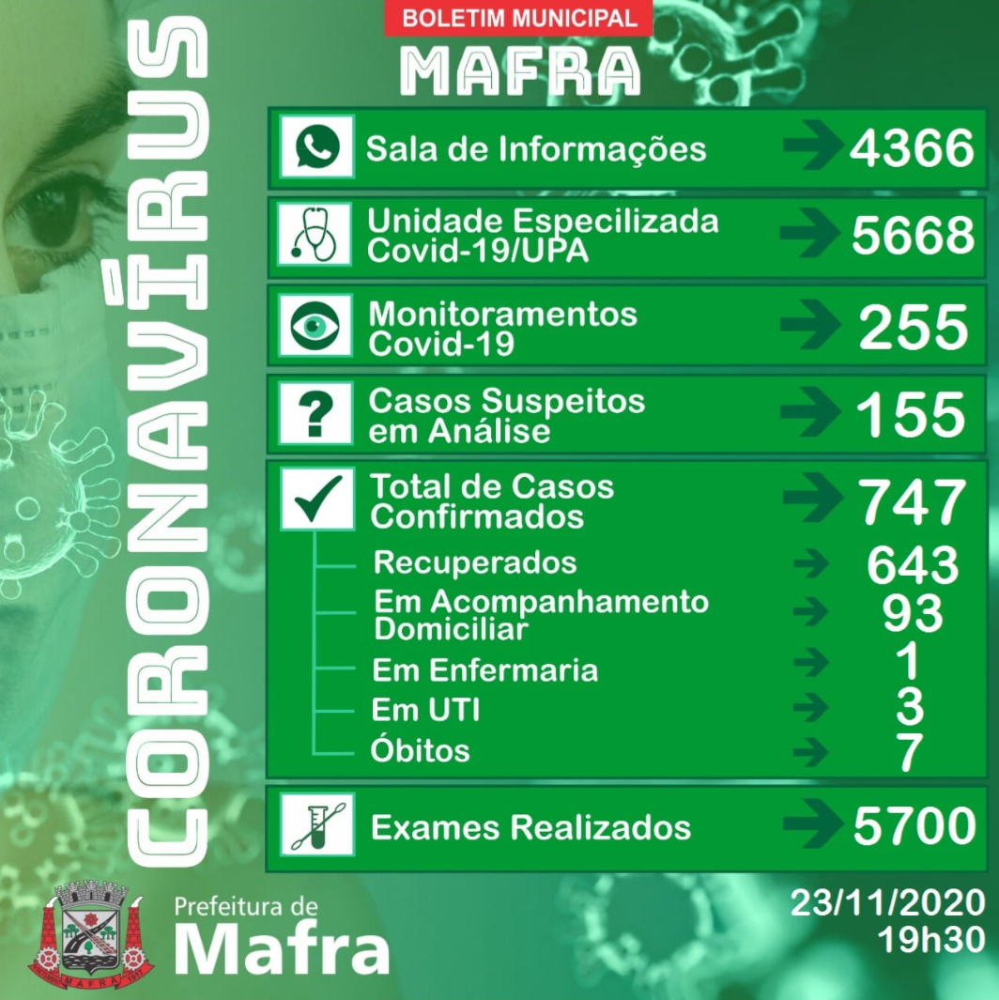 CORONAVÍRUS
BOLETIM MUNICIPAL
MAFRA
Sala de Informações 4366
Unidade Especilizada
Covid-19/UPA 5668
Monitoramentos
Covid-19 255
?
Casos Suspeitos
em Análise 155
Total de Casos
Confirmados 747
Recuperados 643
Em Acompanhamento
Domiciliar 93
Em Enfermaria 1
Em UTI 3
Óbitos 7
Exames Realizados 5700
23/11/2020
19h30
Prefeitura de
Mafra
MAFRA 1917